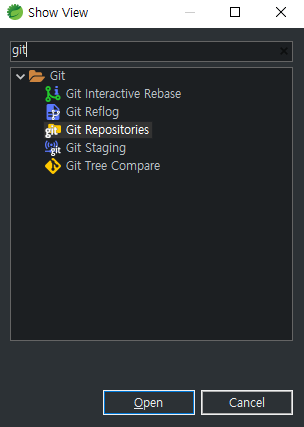 Show View
git
Git
Git Interactive Rebase
Git Reflog
Git Repositories
Git Staging
Git Tree Compare
Open
Cancel